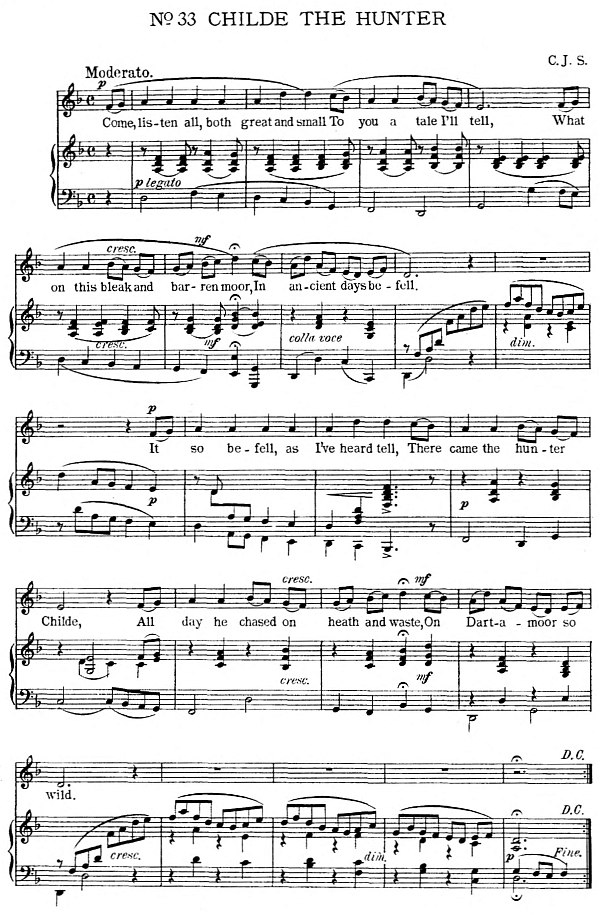 No 33 CHILDE THE HUNTER
C. J. S.
Moderato.
p
Come, lis-ten all, both great and small To you a tale I'll tell, What
p legato
cresc. mf
on this bleak and bar-ren moor, In an-cient days be-fell.
cresc. mf colla voce dim.
p
It so be-fell, as I've heard tell, There came the hun-ter
p p
cresc. mf
Childe, All day he chased on heath and waste, On Dart-a-moor so
cresc. mf
D.C.
wild.
D.C.
cresc. dim. p Fine.